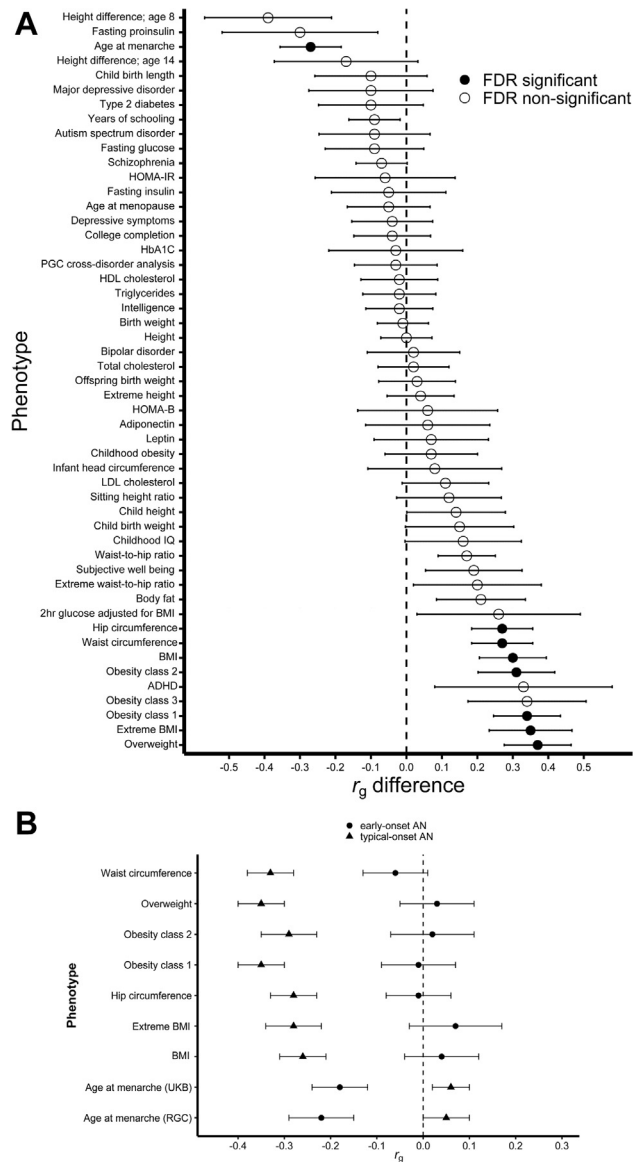 A
Height difference; age 8
Fasting proinsulin
Age at menarche
Height difference; age 14
Child birth length
Major depressive disorder
Type 2 diabetes
Years of schooling
Autism spectrum disorder
Fasting glucose
Schizophrenia
HOMA-IR
Fasting insulin
Age at menopause
Depressive symptoms
College completion
HbA1C
PGC cross-disorder analysis
HDL cholesterol
Triglycerides
Intelligence
Birth weight
Height
Bipolar disorder
Total cholesterol
Offspring birth weight
Extreme height
HOMA-B
Adiponectin
Leptin
Childhood obesity
Infant head circumference
LDL cholesterol
Sitting height ratio
Child height
Child birth weight
Childhood IQ
Waist-to-hip ratio
Subjective well being
Extreme waist-to-hip ratio
Body fat
2hr glucose adjusted for BMI
Hip circumference
Waist circumference
BMI
Obesity class 2
ADHD
Obesity class 3
Obesity class 1
Extreme BMI
Overweight
Phenotype
FDR significant
FDR non-significant
-0.5 -0.4 -0.3 -0.2 -0.1 0.0 0.1 0.2 0.3 0.4 0.5
rg difference
B
early-onset AN
typical-onset AN
Waist circumference
Overweight
Obesity class 2
Obesity class 1
Hip circumference
Extreme BMI
BMI
Age at menarche (UKB)
Age at menarche (RGC)
Phenotype
-0.4 -0.3 -0.2 -0.1 0.0 0.1 0.2 0.3
rg